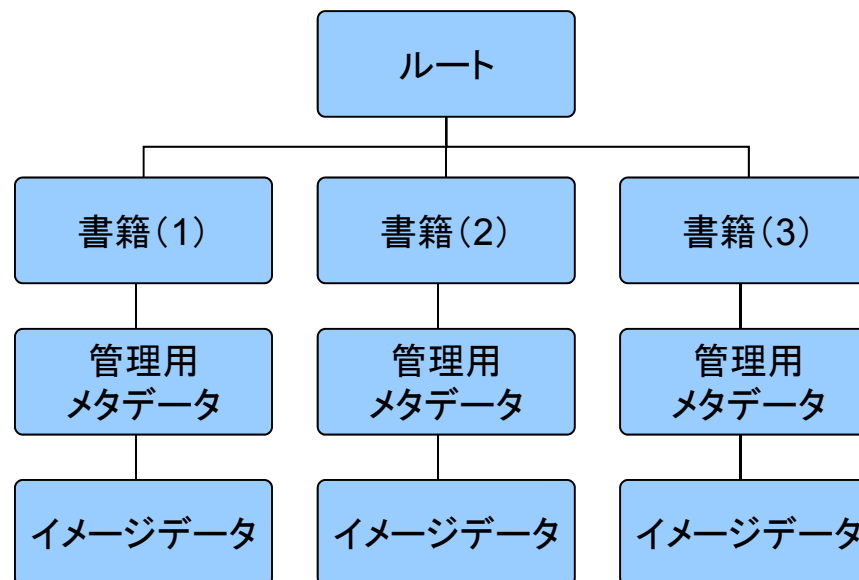 ルート
書籍(1)
書籍(2)
書籍(3)
管理用
メタデータ
管理用
メタデータ
管理用
メタデータ
イメージデータ
イメージデータ
イメージデータ